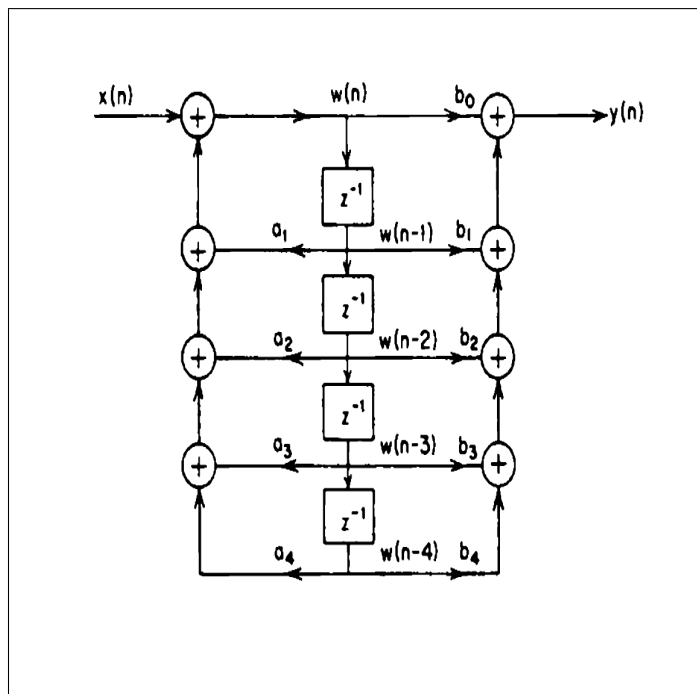 x(n) + w(n) b₀ + y(n)
z⁻¹
+ a₁ w(n-1) b₁ +
z⁻¹
+ a₂ w(n-2) b₂ +
z⁻¹
+ a₃ w(n-3) b₃ +
z⁻¹
a₄ w(n-4) b₄